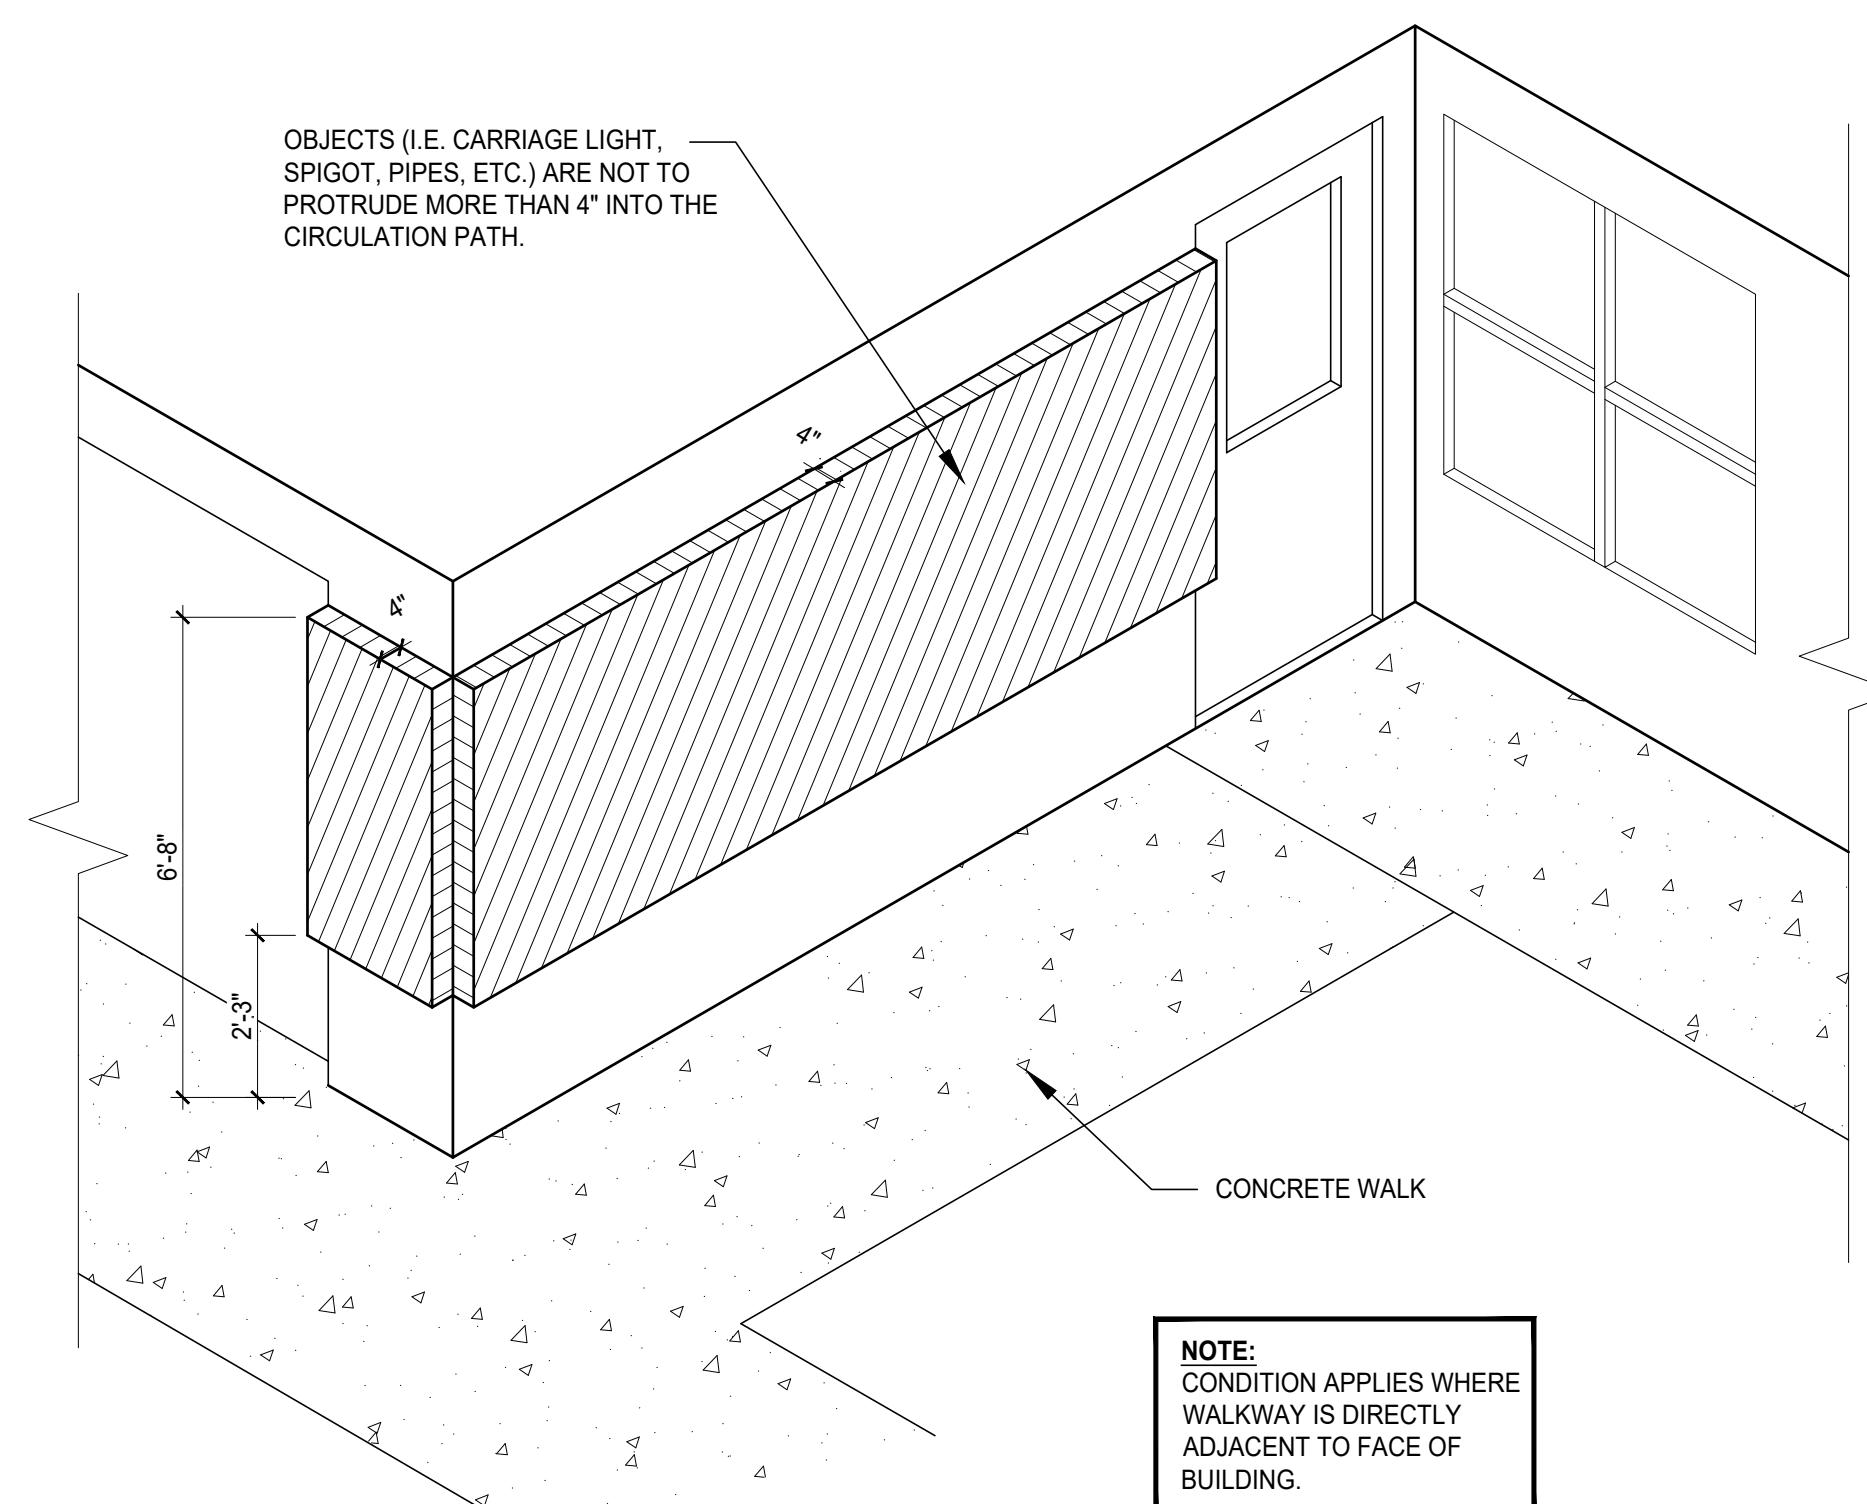 OBJECTS (I.E. CARRIAGE LIGHT,
SPIGOT, PIPES, ETC.) ARE NOT TO
PROTRUDE MORE THAN 4" INTO THE
CIRCULATION PATH.
4"
4"
6'-8"
2'-3"
CONCRETE WALK
NOTE:
CONDITION APPLIES WHERE
WALKWAY IS DIRECTLY
ADJACENT TO FACE OF
BUILDING.